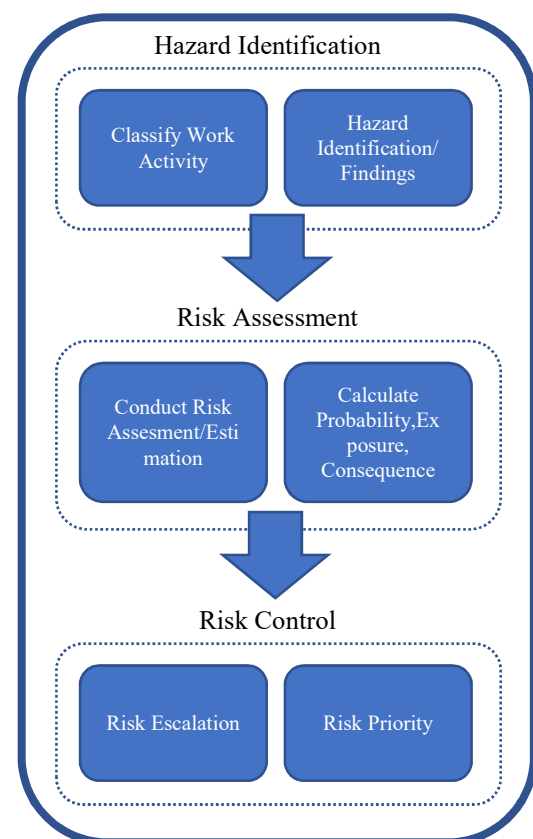 Hazard Identification
Classify Work
Activity
Hazard
Identification/
Findings
Risk Assessment
Conduct Risk
Assesment/Esti
mation
Calculate
Probability,Ex
posure,
Consequence
Risk Control
Risk Escalation
Risk Priority